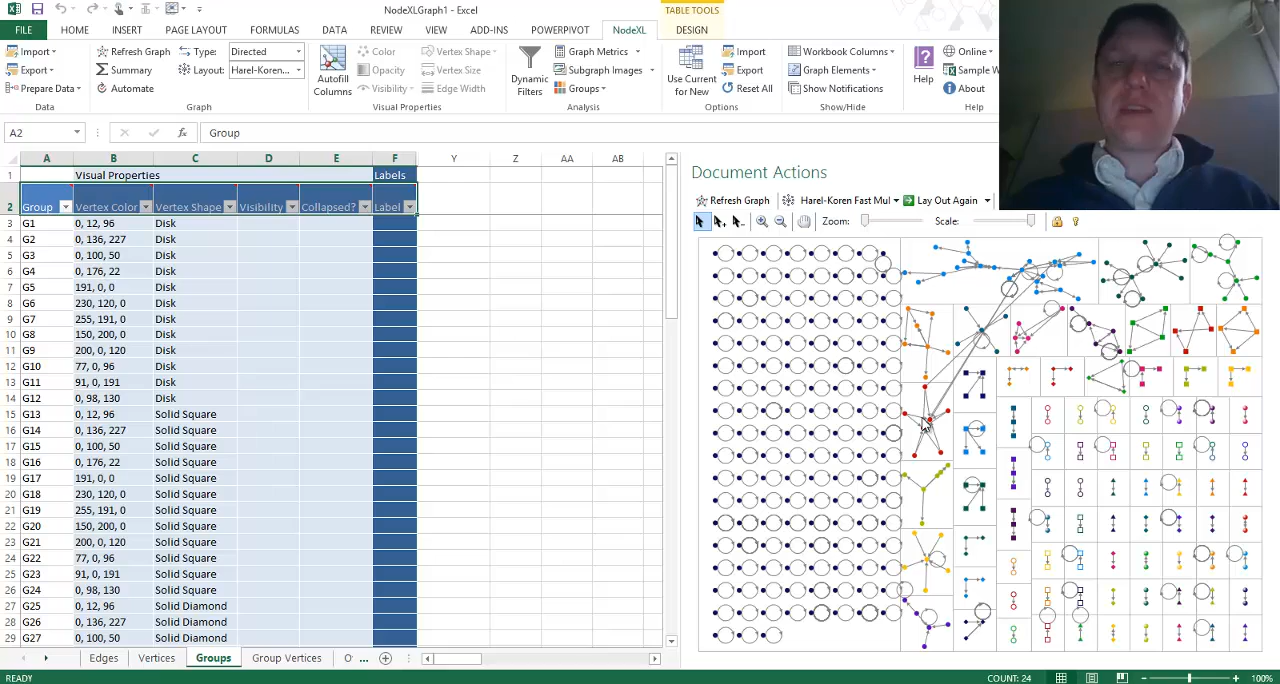 NodeXLGraph1 - Excel
TABLE TOOLS
FILE HOME INSERT PAGE LAYOUT FORMULAS DATA REVIEW VIEW ADD-INS POWERPIVOT NodeXL DESIGN
Import Refresh Graph Type: Directed Color Vertex Shape Graph Metrics Import Workbook Columns Online
Export Summary Layout: Harel-Koren... Opacity Vertex Size Subgraph Images Export Graph Elements Sample W
Prepare Data Automate Visibility Edge Width Groups Reset All Show Notifications About
Autofill Columns
Dynamic Filters
Use Current for New
Help
Data Graph Visual Properties Analysis Options Show/Hide Help
A2 fx Group
A B C D E F Y Z AA AB
1 Visual Properties Labels
2 Group Vertex Color Vertex Shape Visibility Collapsed? Label
3 G1 0, 12, 96 Disk
4 G2 0, 136, 227 Disk
5 G3 0, 100, 50 Disk
6 G4 0, 176, 22 Disk
7 G5 191, 0, 0 Disk
8 G6 230, 120, 0 Disk
9 G7 255, 191, 0 Disk
10 G8 150, 200, 0 Disk
11 G9 200, 0, 120 Disk
12 G10 77, 0, 96 Disk
13 G11 91, 0, 191 Disk
14 G12 0, 98, 130 Disk
15 G13 0, 12, 96 Solid Square
16 G14 0, 136, 227 Solid Square
17 G15 0, 100, 50 Solid Square
18 G16 0, 176, 22 Solid Square
19 G17 191, 0, 0 Solid Square
20 G18 230, 120, 0 Solid Square
21 G19 255, 191, 0 Solid Square
22 G20 150, 200, 0 Solid Square
23 G21 200, 0, 120 Solid Square
24 G22 77, 0, 96 Solid Square
25 G23 91, 0, 191 Solid Square
26 G24 0, 98, 130 Solid Square
27 G25 0, 12, 96 Solid Diamond
28 G26 0, 136, 227 Solid Diamond
29 G27 0, 100, 50 Solid Diamond
Document Actions
Refresh Graph Harel-Koren Fast Mul Lay Out Again
Zoom: Scale:
Edges Vertices Groups Group Vertices O ...
READY COUNT: 24 100%